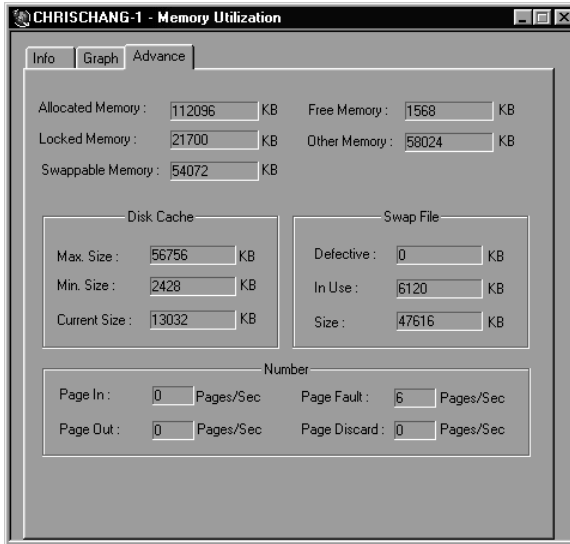 CHRISCHANG-1 - Memory Utilization
Info Graph Advance
Allocated Memory : 112096 KB Free Memory : 1568 KB
Locked Memory : 21700 KB Other Memory : 58024 KB
Swappable Memory : 54072 KB
Disk Cache Swap File
Max. Size : 56756 KB Defective : 0 KB
Min. Size : 2428 KB In Use : 6120 KB
Current Size : 13032 KB Size : 47616 KB
Number
Page In : 0 Pages/Sec Page Fault : 6 Pages/Sec
Page Out : 0 Pages/Sec Page Discard : 0 Pages/Sec